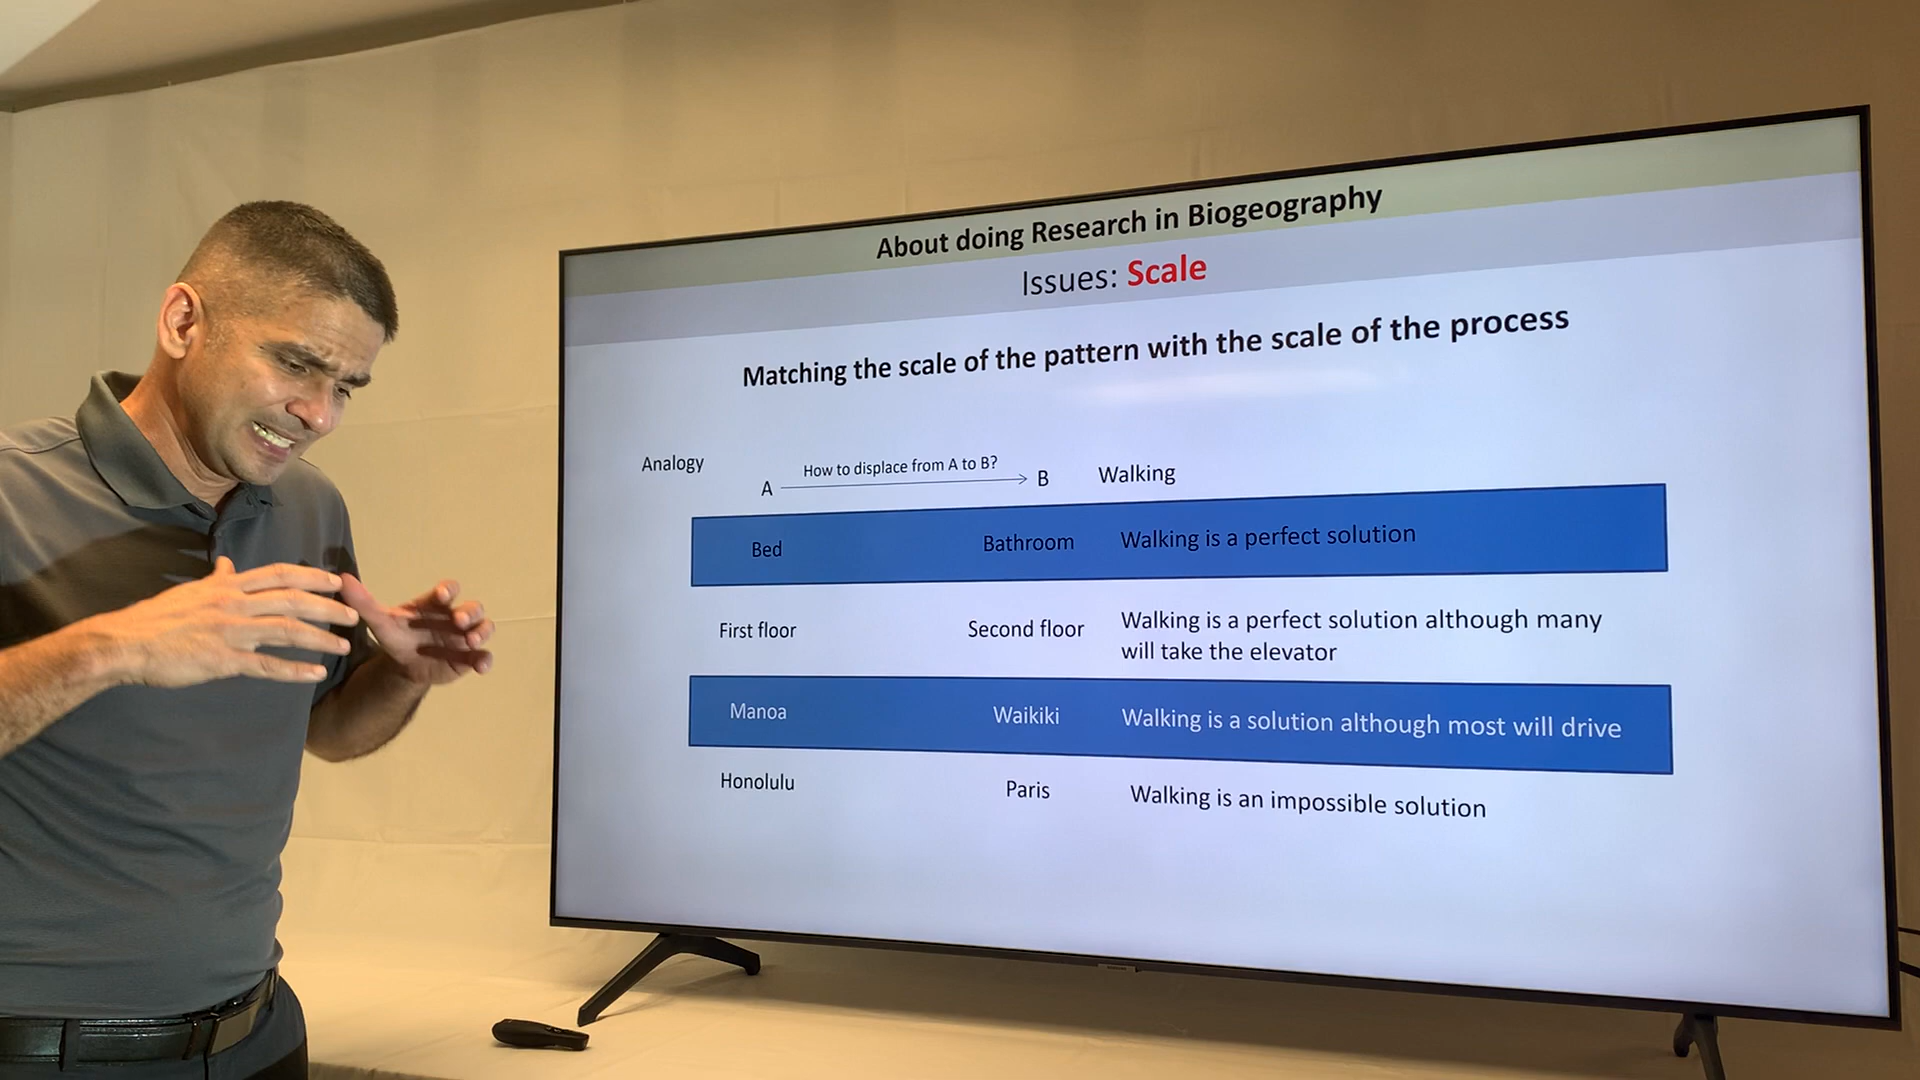 About doing Research in Biogeography
Issues: Scale
Matching the scale of the pattern with the scale of the process
Analogy
A How to displace from A to B? B Walking
Bed Bathroom Walking is a perfect solution
First floor Second floor Walking is a perfect solution although many
will take the elevator
Manoa Waikiki Walking is a solution although most will drive
Honolulu Paris Walking is an impossible solution